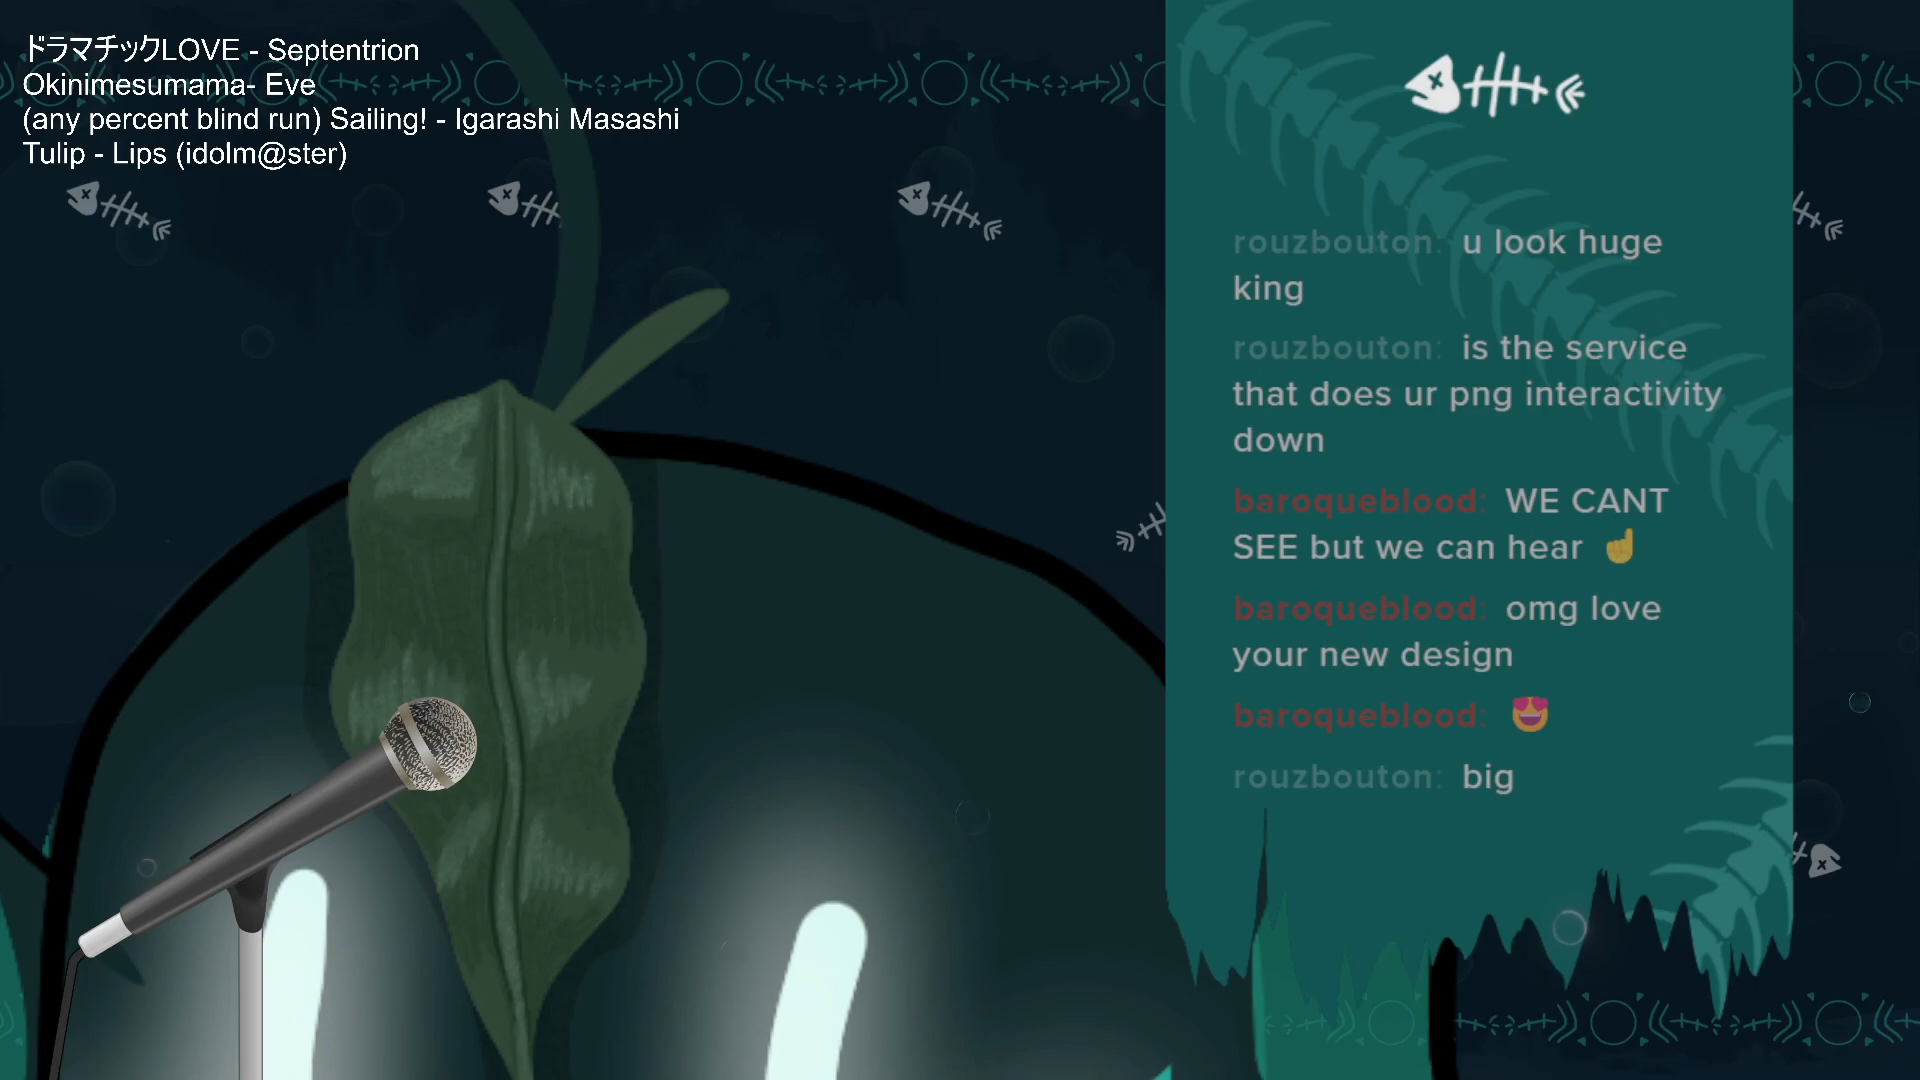 ドラマチックLOVE - Septentrion
Okinimesumama- Eve
(any percent blind run) Sailing! - Igarashi Masashi
Tulip - Lips (idolm@ster)
rouzbouton: u look huge
king
rouzbouton: is the service
that does ur png interactivity
down
baroqueblood: WE CANT
SEE but we can hear ☝️
baroqueblood: omg love
your new design
baroqueblood: 😍
rouzbouton: big